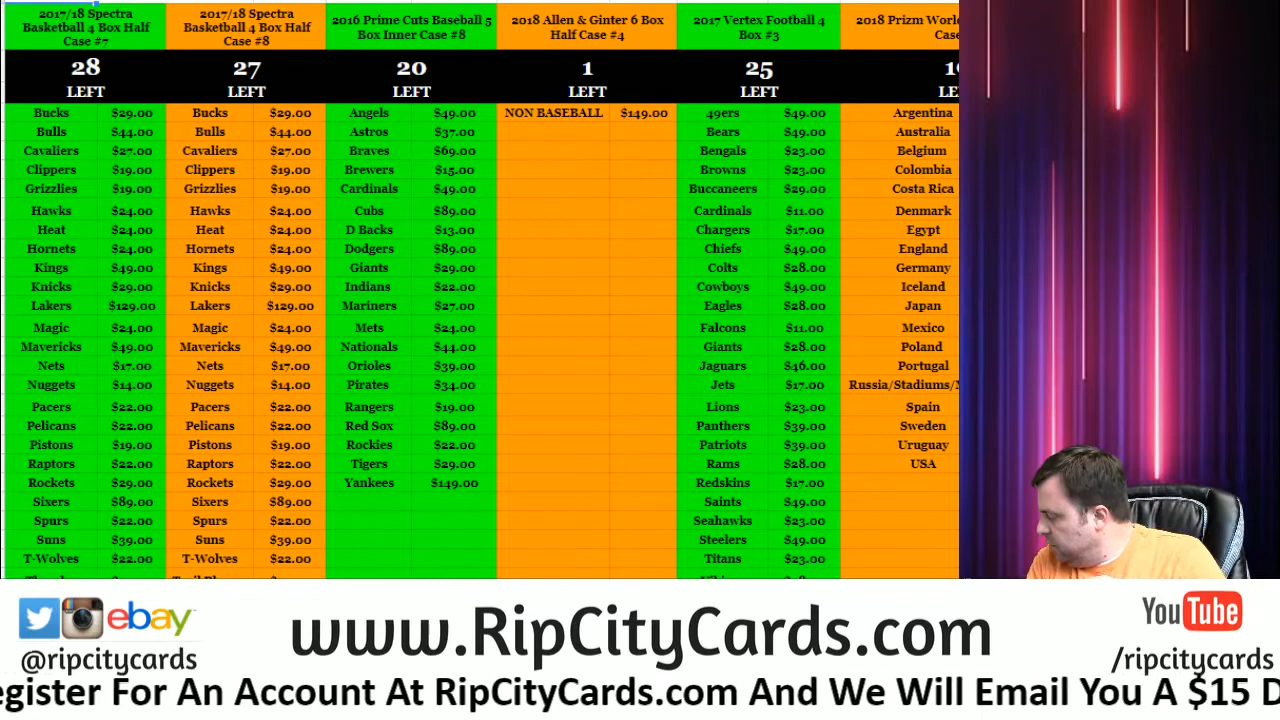 2017/18 Spectra
Basketball 4 Box Half
Case #7
28
LEFT
Bucks $29.00
Bulls $44.00
Cavaliers $27.00
Clippers $19.00
Grizzlies $19.00
Hawks $24.00
Heat $24.00
Hornets $24.00
Kings $49.00
Knicks $29.00
Lakers $129.00
Magic $24.00
Mavericks $49.00
Nets $17.00
Nuggets $14.00
Pacers $22.00
Pelicans $22.00
Pistons $19.00
Raptors $22.00
Rockets $29.00
Sixers $89.00
Spurs $22.00
Suns $39.00
T-Wolves $22.00
2017/18 Spectra
Basketball 4 Box Half
Case #8
27
LEFT
Bucks $29.00
Bulls $44.00
Cavaliers $27.00
Clippers $19.00
Grizzlies $19.00
Hawks $24.00
Heat $24.00
Hornets $24.00
Kings $49.00
Knicks $29.00
Lakers $129.00
Magic $24.00
Mavericks $49.00
Nets $17.00
Nuggets $14.00
Pacers $22.00
Pelicans $22.00
Pistons $19.00
Raptors $22.00
Rockets $29.00
Sixers $89.00
Spurs $22.00
Suns $39.00
T-Wolves $22.00
2016 Prime Cuts Baseball 5
Box Inner Case #8
20
LEFT
Angels $49.00
Astros $37.00
Braves $69.00
Brewers $15.00
Cardinals $49.00
Cubs $89.00
D Backs $13.00
Dodgers $89.00
Giants $29.00
Indians $22.00
Mariners $27.00
Mets $24.00
Nationals $44.00
Orioles $39.00
Pirates $34.00
Rangers $19.00
Red Sox $89.00
Rockies $22.00
Tigers $29.00
Yankees $149.00
2018 Allen & Ginter 6 Box
Half Case #4
1
LEFT
NON BASEBALL $149.00
2017 Vertex Football 4
Box #3
25
LEFT
49ers $49.00
Bears $49.00
Bengals $23.00
Browns $23.00
Buccaneers $29.00
Cardinals $11.00
Chargers $17.00
Chiefs $49.00
Colts $28.00
Cowboys $49.00
Eagles $28.00
Falcons $11.00
Giants $28.00
Jaguars $46.00
Jets $17.00
Lions $23.00
Panthers $39.00
Patriots $39.00
Rams $28.00
Redskins $17.00
Saints $49.00
Seahawks $23.00
Steelers $49.00
Titans $23.00
2018 Prizm Worl
LE
Argentina
Australia
Belgium
Colombia
Costa Rica
Denmark
Egypt
England
Germany
Iceland
Japan
Mexico
Poland
Portugal
Russia/Stadiums/
Spain
Sweden
Uruguay
USA
ebay
@ripcitycards
www.RipCityCards.com
YouTube
/ripcitycards
egister For An Account At RipCityCards.com And We Will Email You A $15 D